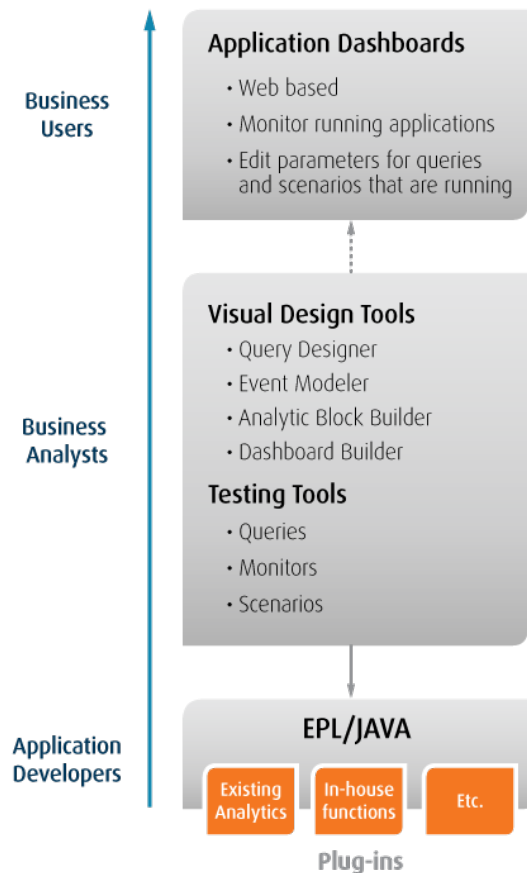 Business
Users
Application Dashboards
• Web based
• Monitor running applications
• Edit parameters for queries
and scenarios that are running
Business
Analysts
Visual Design Tools
• Query Designer
• Event Modeler
• Analytic Block Builder
• Dashboard Builder
Testing Tools
• Queries
• Monitors
• Scenarios
Application
Developers
EPL/JAVA
Existing
Analytics
In-house
functions
Etc.
Plug-ins